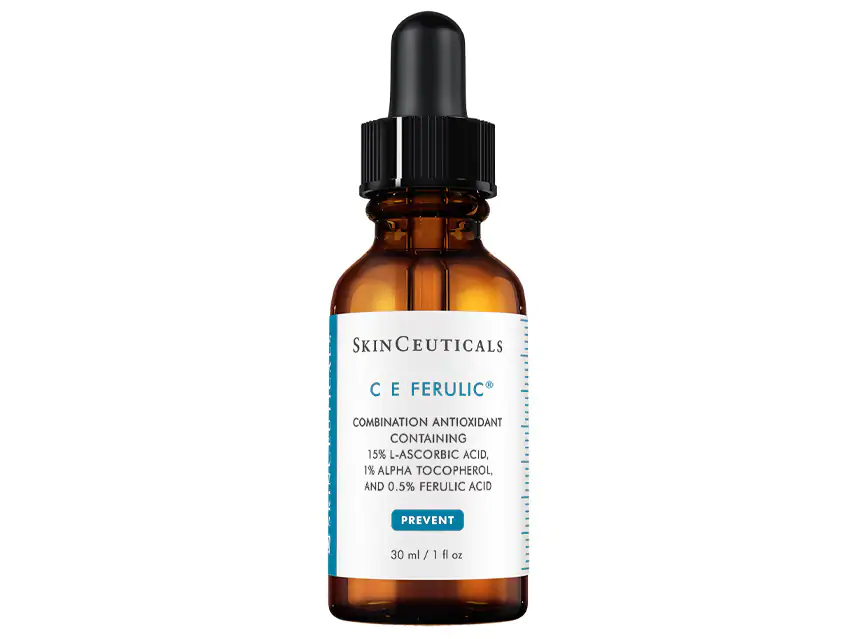 SKINCEUTICALS
C E FERULIC®
COMBINATION ANTIOXIDANT
CONTAINING
15% L-ASCORBIC ACID,
1% ALPHA TOCOPHEROL,
AND 0.5% FERULIC ACID
PREVENT
30 ml / 1 fl oz